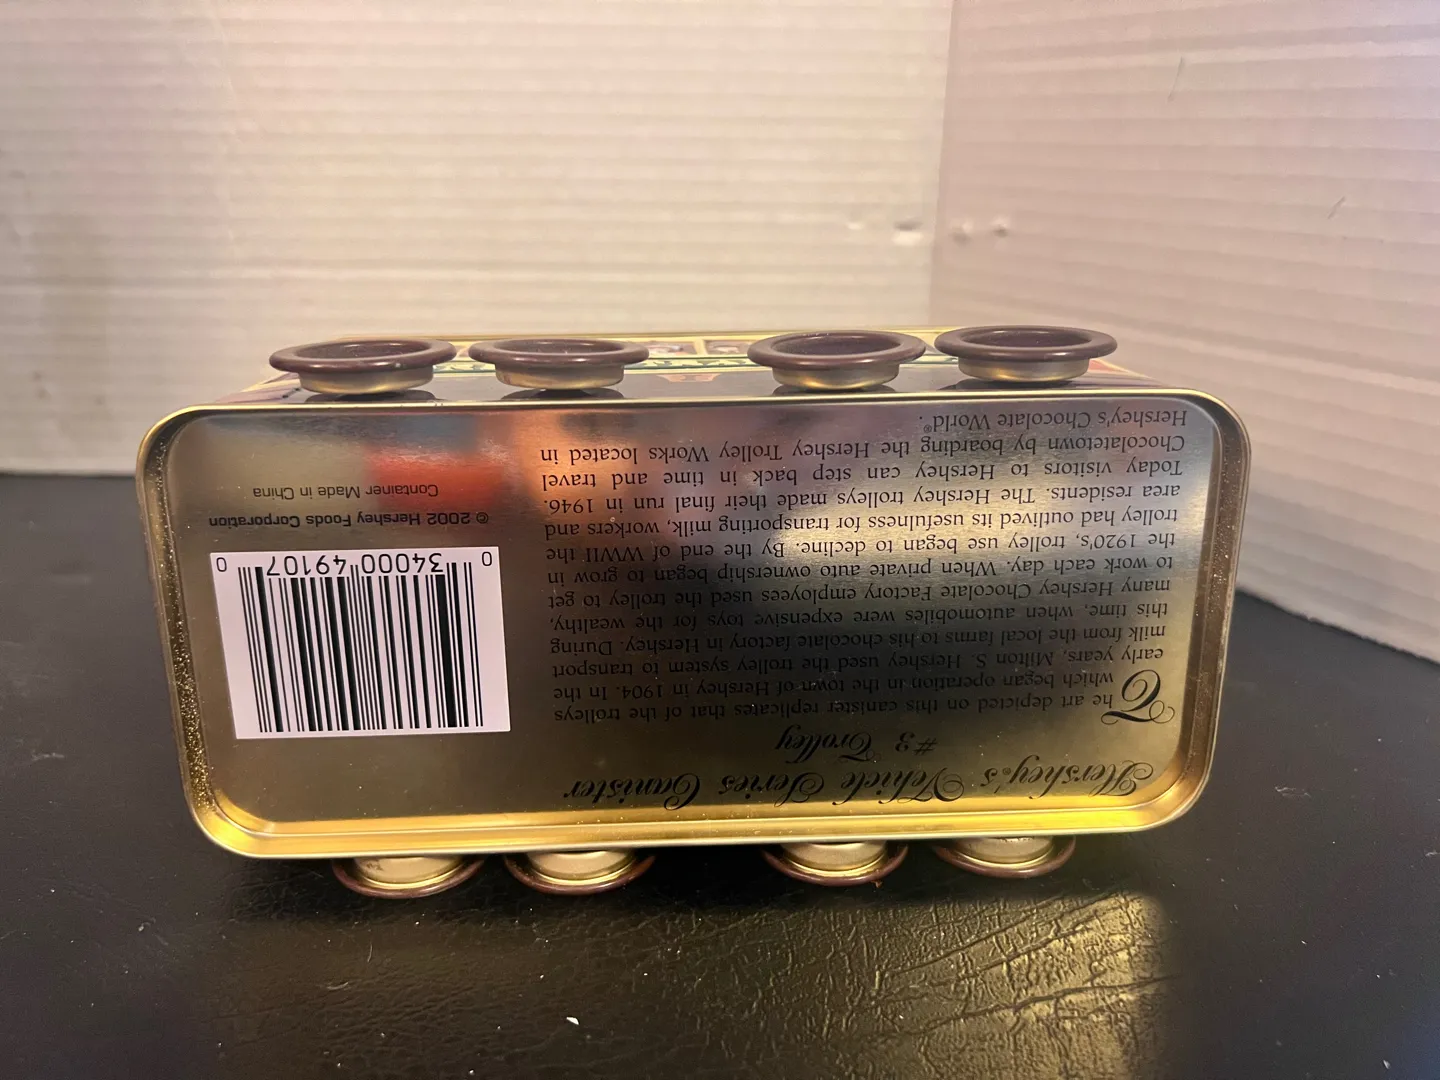 Hershey's® Vehicle Series Canister
#3 Trolley
The art depicted on this canister replicates that of the trolleys
which began operation in the town of Hershey in 1904. In the
early years, Milton S. Hershey used the trolley system to transport
milk from the local farms to his chocolate factory in Hershey. During
this time, when automobiles were expensive toys for the wealthy,
many Hershey Chocolate Factory employees used the trolley to get
to work each day. When private auto ownership began to grow in
the 1920's, trolley use began to decline. By the end of WWII the
trolley had outlived its usefulness for transporting milk, workers and
area residents. The Hershey trolleys made their final run in 1946.
Today visitors to Hershey can step back in time and travel
Chocolatetown by boarding the Hershey Trolley Works located in
Hershey's Chocolate World®.
0 34000 49107 0
© 2002 Hershey Foods Corporation
Container Made in China